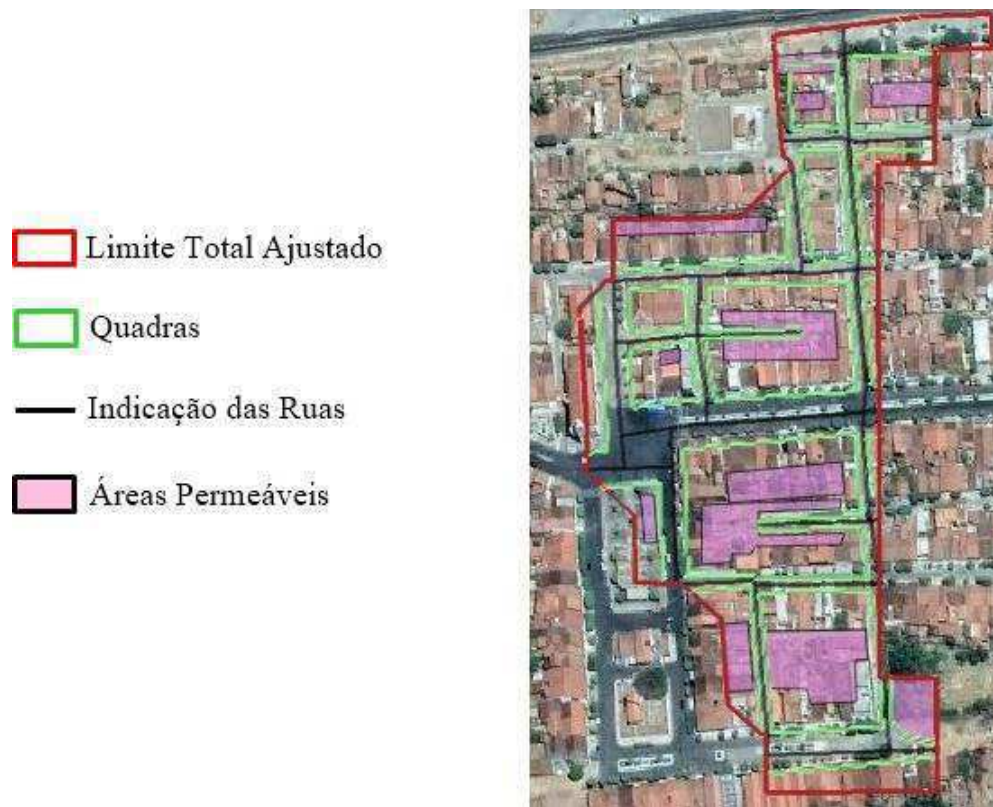 Limite Total Ajustado
Quadras
Indicação das Ruas
Áreas Permeáveis